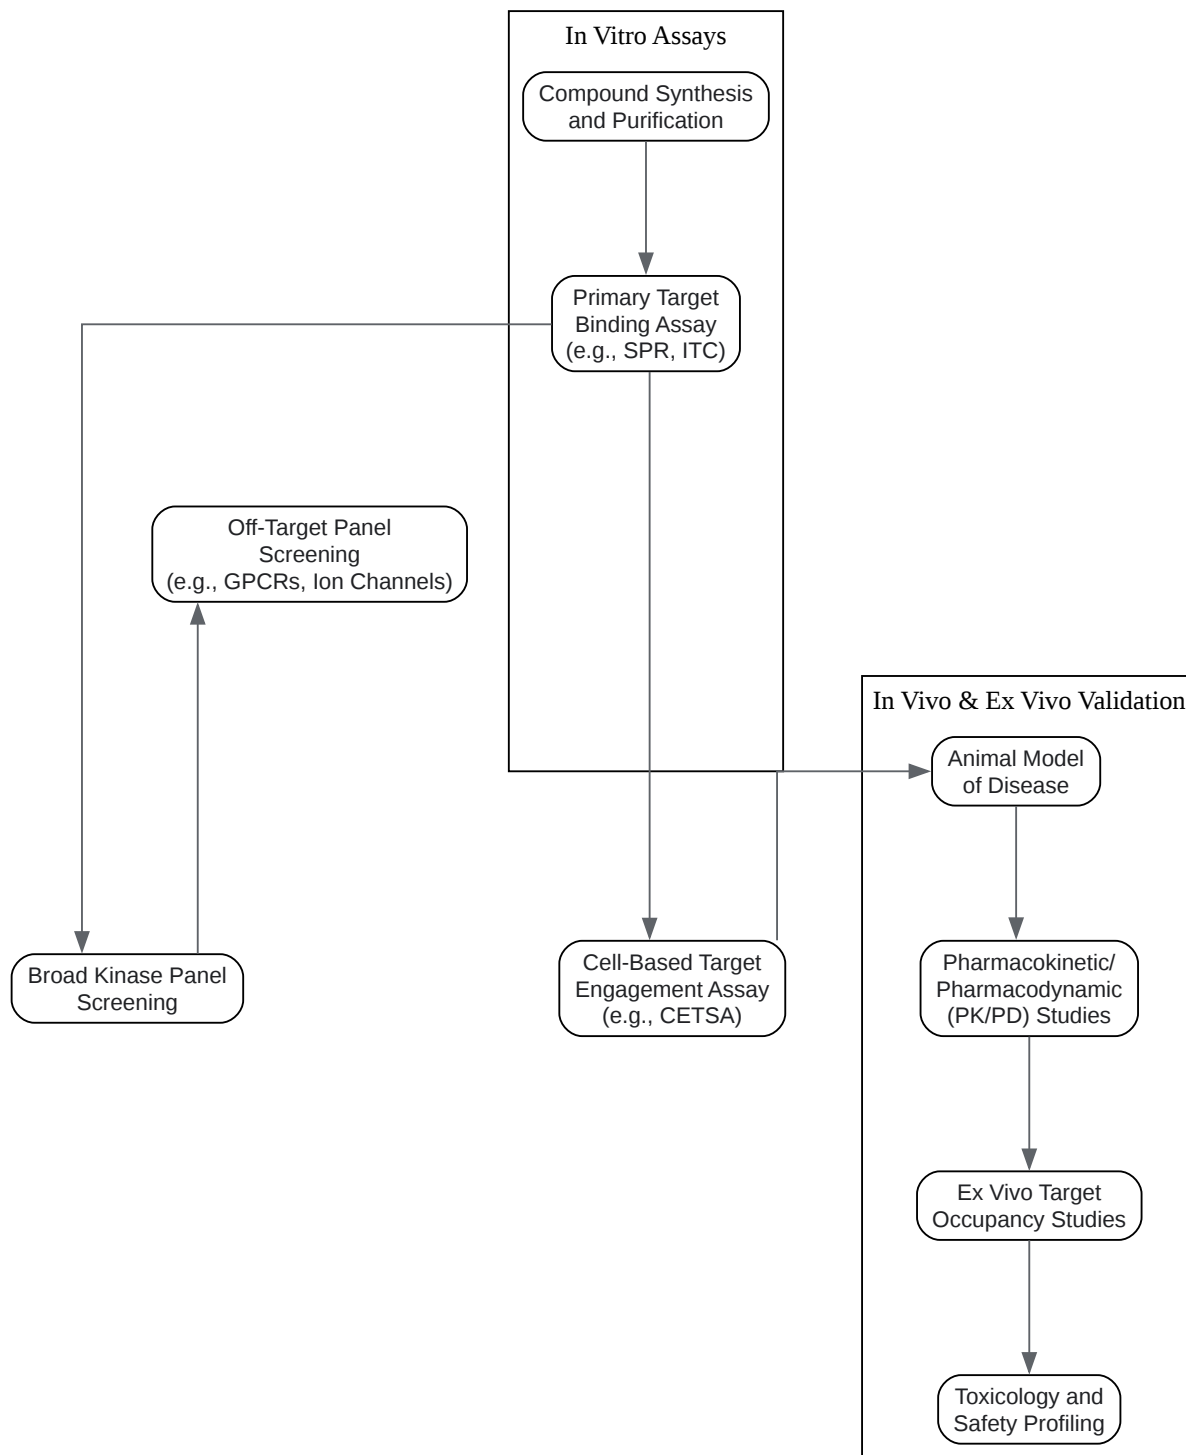 In Vitro Assays
Compound Synthesis
and Purification
Primary Target
Binding Assay
(e.g., SPR, ITC)
Off-Target Panel
Screening
(e.g., GPCRs, Ion Channels)
In Vivo & Ex Vivo Validation
Animal Model
of Disease
Broad Kinase Panel
Screening
Cell-Based Target
Engagement Assay
(e.g., CETSA)
Pharmacokinetic/
Pharmacodynamic
(PK/PD) Studies
Ex Vivo Target
Occupancy Studies
Toxicology and
Safety Profiling